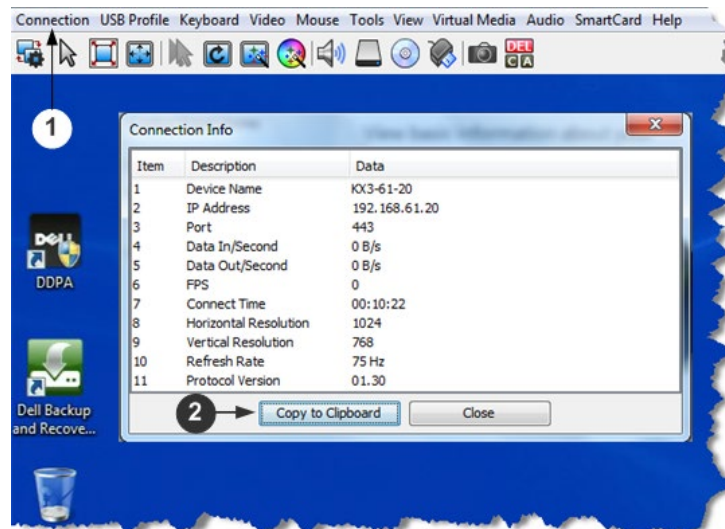 Connection USB Profile Keyboard Video Mouse Tools View Virtual Media Audio SmartCard Help
DEL
C A
1
Connection Info
Item Description Data
1 Device Name KX3-61-20
2 IP Address 192.168.61.20
3 Port 443
4 Data In/Second 0 B/s
5 Data Out/Second 0 B/s
6 FPS 0
7 Connect Time 00:10:22
8 Horizontal Resolution 1024
9 Vertical Resolution 768
10 Refresh Rate 75 Hz
11 Protocol Version 01.30
2 Copy to Clipboard Close
DELL
DDPA
Dell Backup
and Recove...